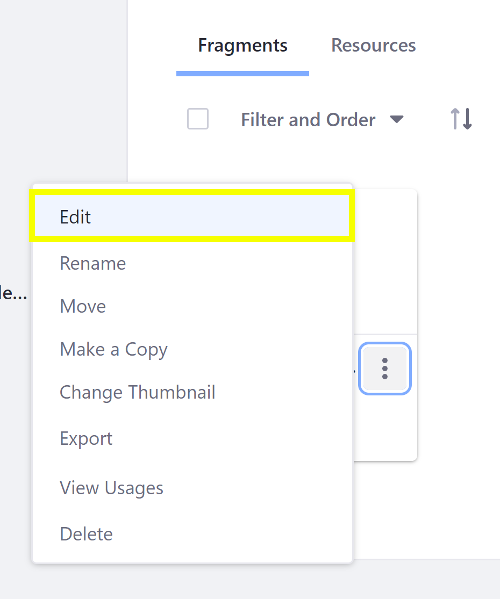 Fragments Resources
Filter and Order
Edit
Rename
le...
Move
Make a Copy
Change Thumbnail
Export
View Usages
Delete